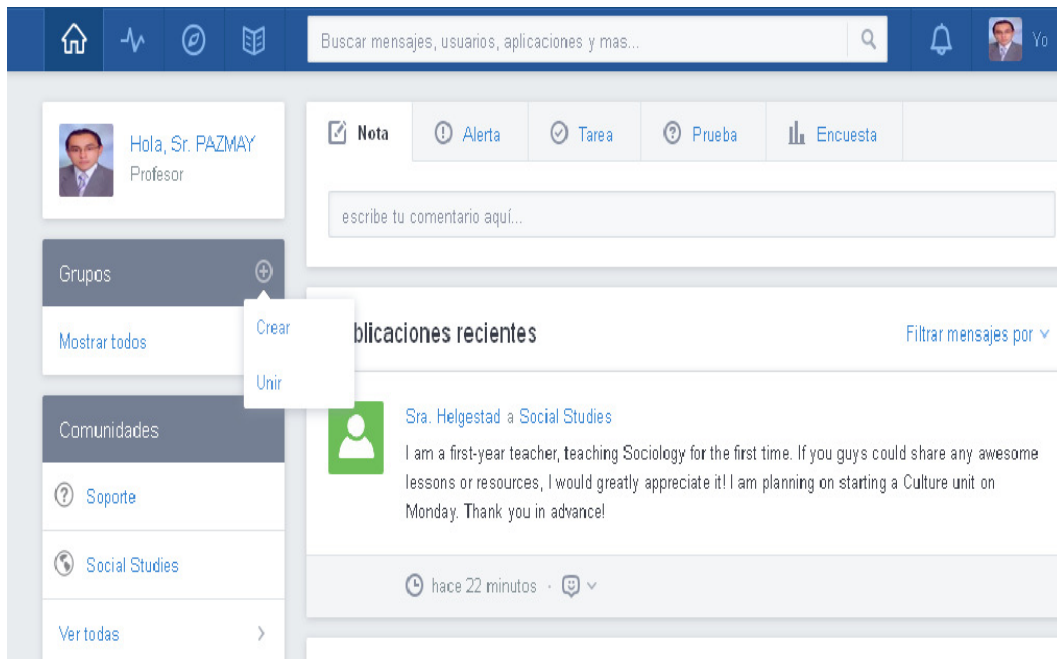 Buscar mensajes, usuarios, aplicaciones y mas...
Yo
Hola, Sr. PAZMAY
Profesor
Nota
Alerta
Tarea
Prueba
Encuesta
escribe tu comentario aquí...
Grupos
Crear
Mostrar todos
Unir
blicaciones recientes
Filtrar mensajes por
Comunidades
Soporte
Social Studies
Ver todas
Sra. Helgestad a Social Studies
I am a first-year teacher, teaching Sociology for the first time. If you guys could share any awesome
lessons or resources, I would greatly appreciate it! I am planning on starting a Culture unit on
Monday. Thank you in advance!
hace 22 minutos